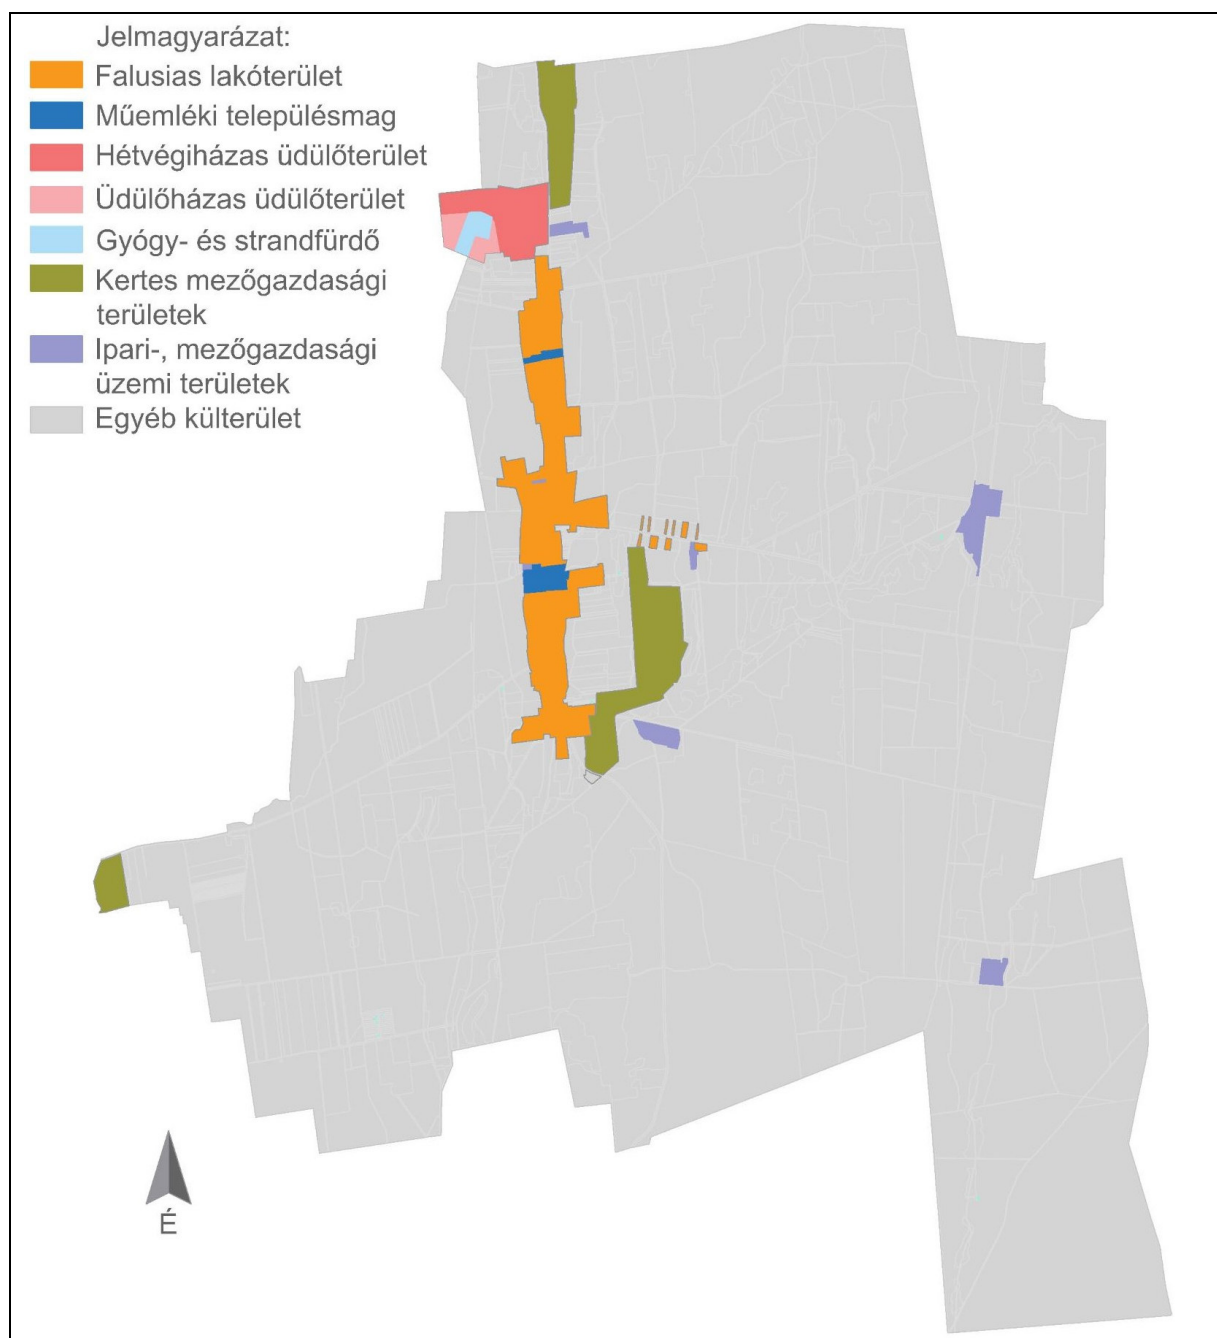 Jelmagyarázat:
Falusias lakóterület
Műemléki településmag
Hétvégiházas üdülőterület
Üdülőházas üdülőterület
Gyógy- és strandfürdő
Kertes mezőgazdasági
területek
Ipari-, mezőgazdasági
üzemi területek
Egyéb külterület
É